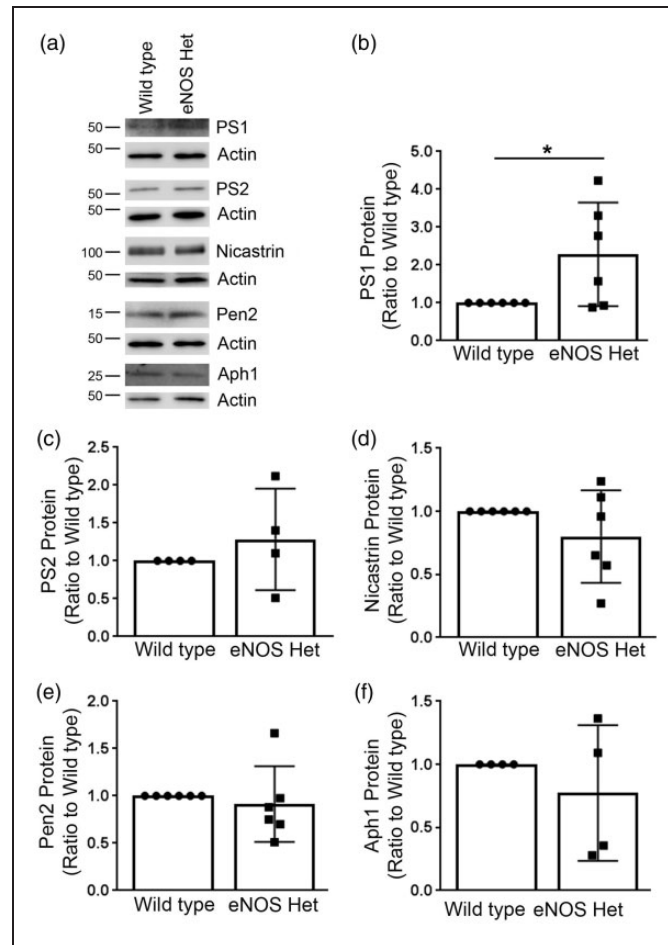 (a)
Wild type
eNOS Het
50
PS1
50
Actin
50
PS2
50
Actin
100
Nicastrin
50
Actin
15
Pen2
50
Actin
25
Aph1
50
Actin
(b)
*
PS1 Protein
(Ratio to Wild type)
5.0
4.0
3.0
2.0
1.0
0.0
Wild type
eNOS Het
(c)
PS2 Protein
(Ratio to Wild type)
2.5
2.0
1.5
1.0
0.5
0.0
Wild type
eNOS Het
(d)
Nicastrin Protein
(Ratio to Wild type)
1.5
1.0
0.5
0.0
Wild type
eNOS Het
(e)
Pen2 Protein
(Ratio to Wild type)
2.0
1.5
1.0
0.5
0.0
Wild type
eNOS Het
(f)
Aph1 Protein
(Ratio to Wild type)
1.5
1.0
0.5
0.0
Wild type
eNOS Het